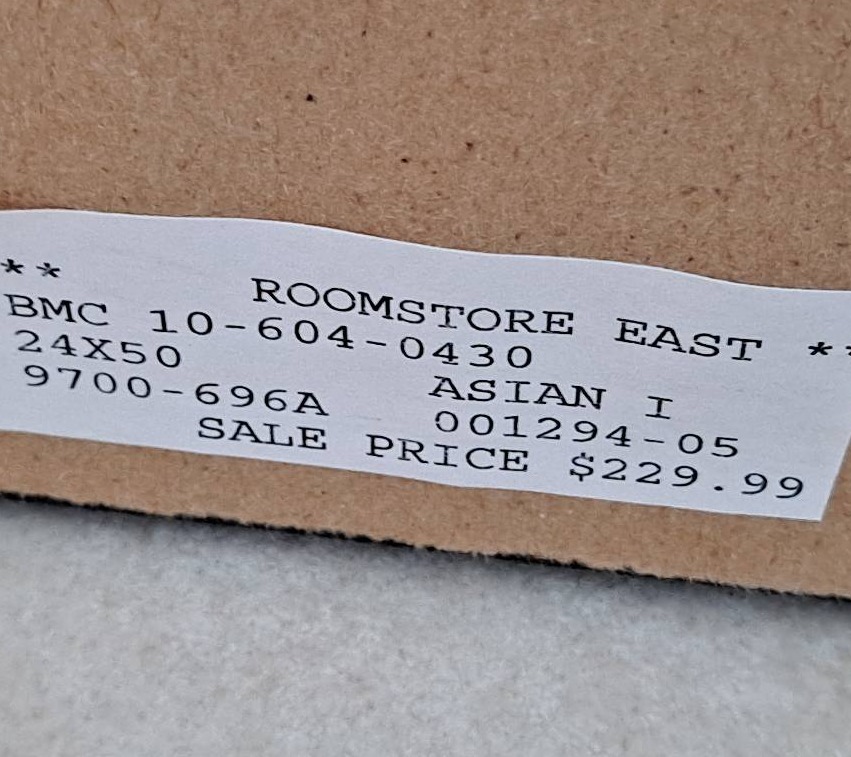 ** ROOMSTORE EAST **
BMC 10-604-0430
24X50 ASIAN I
9700-696A 001294-05
SALE PRICE $229.99